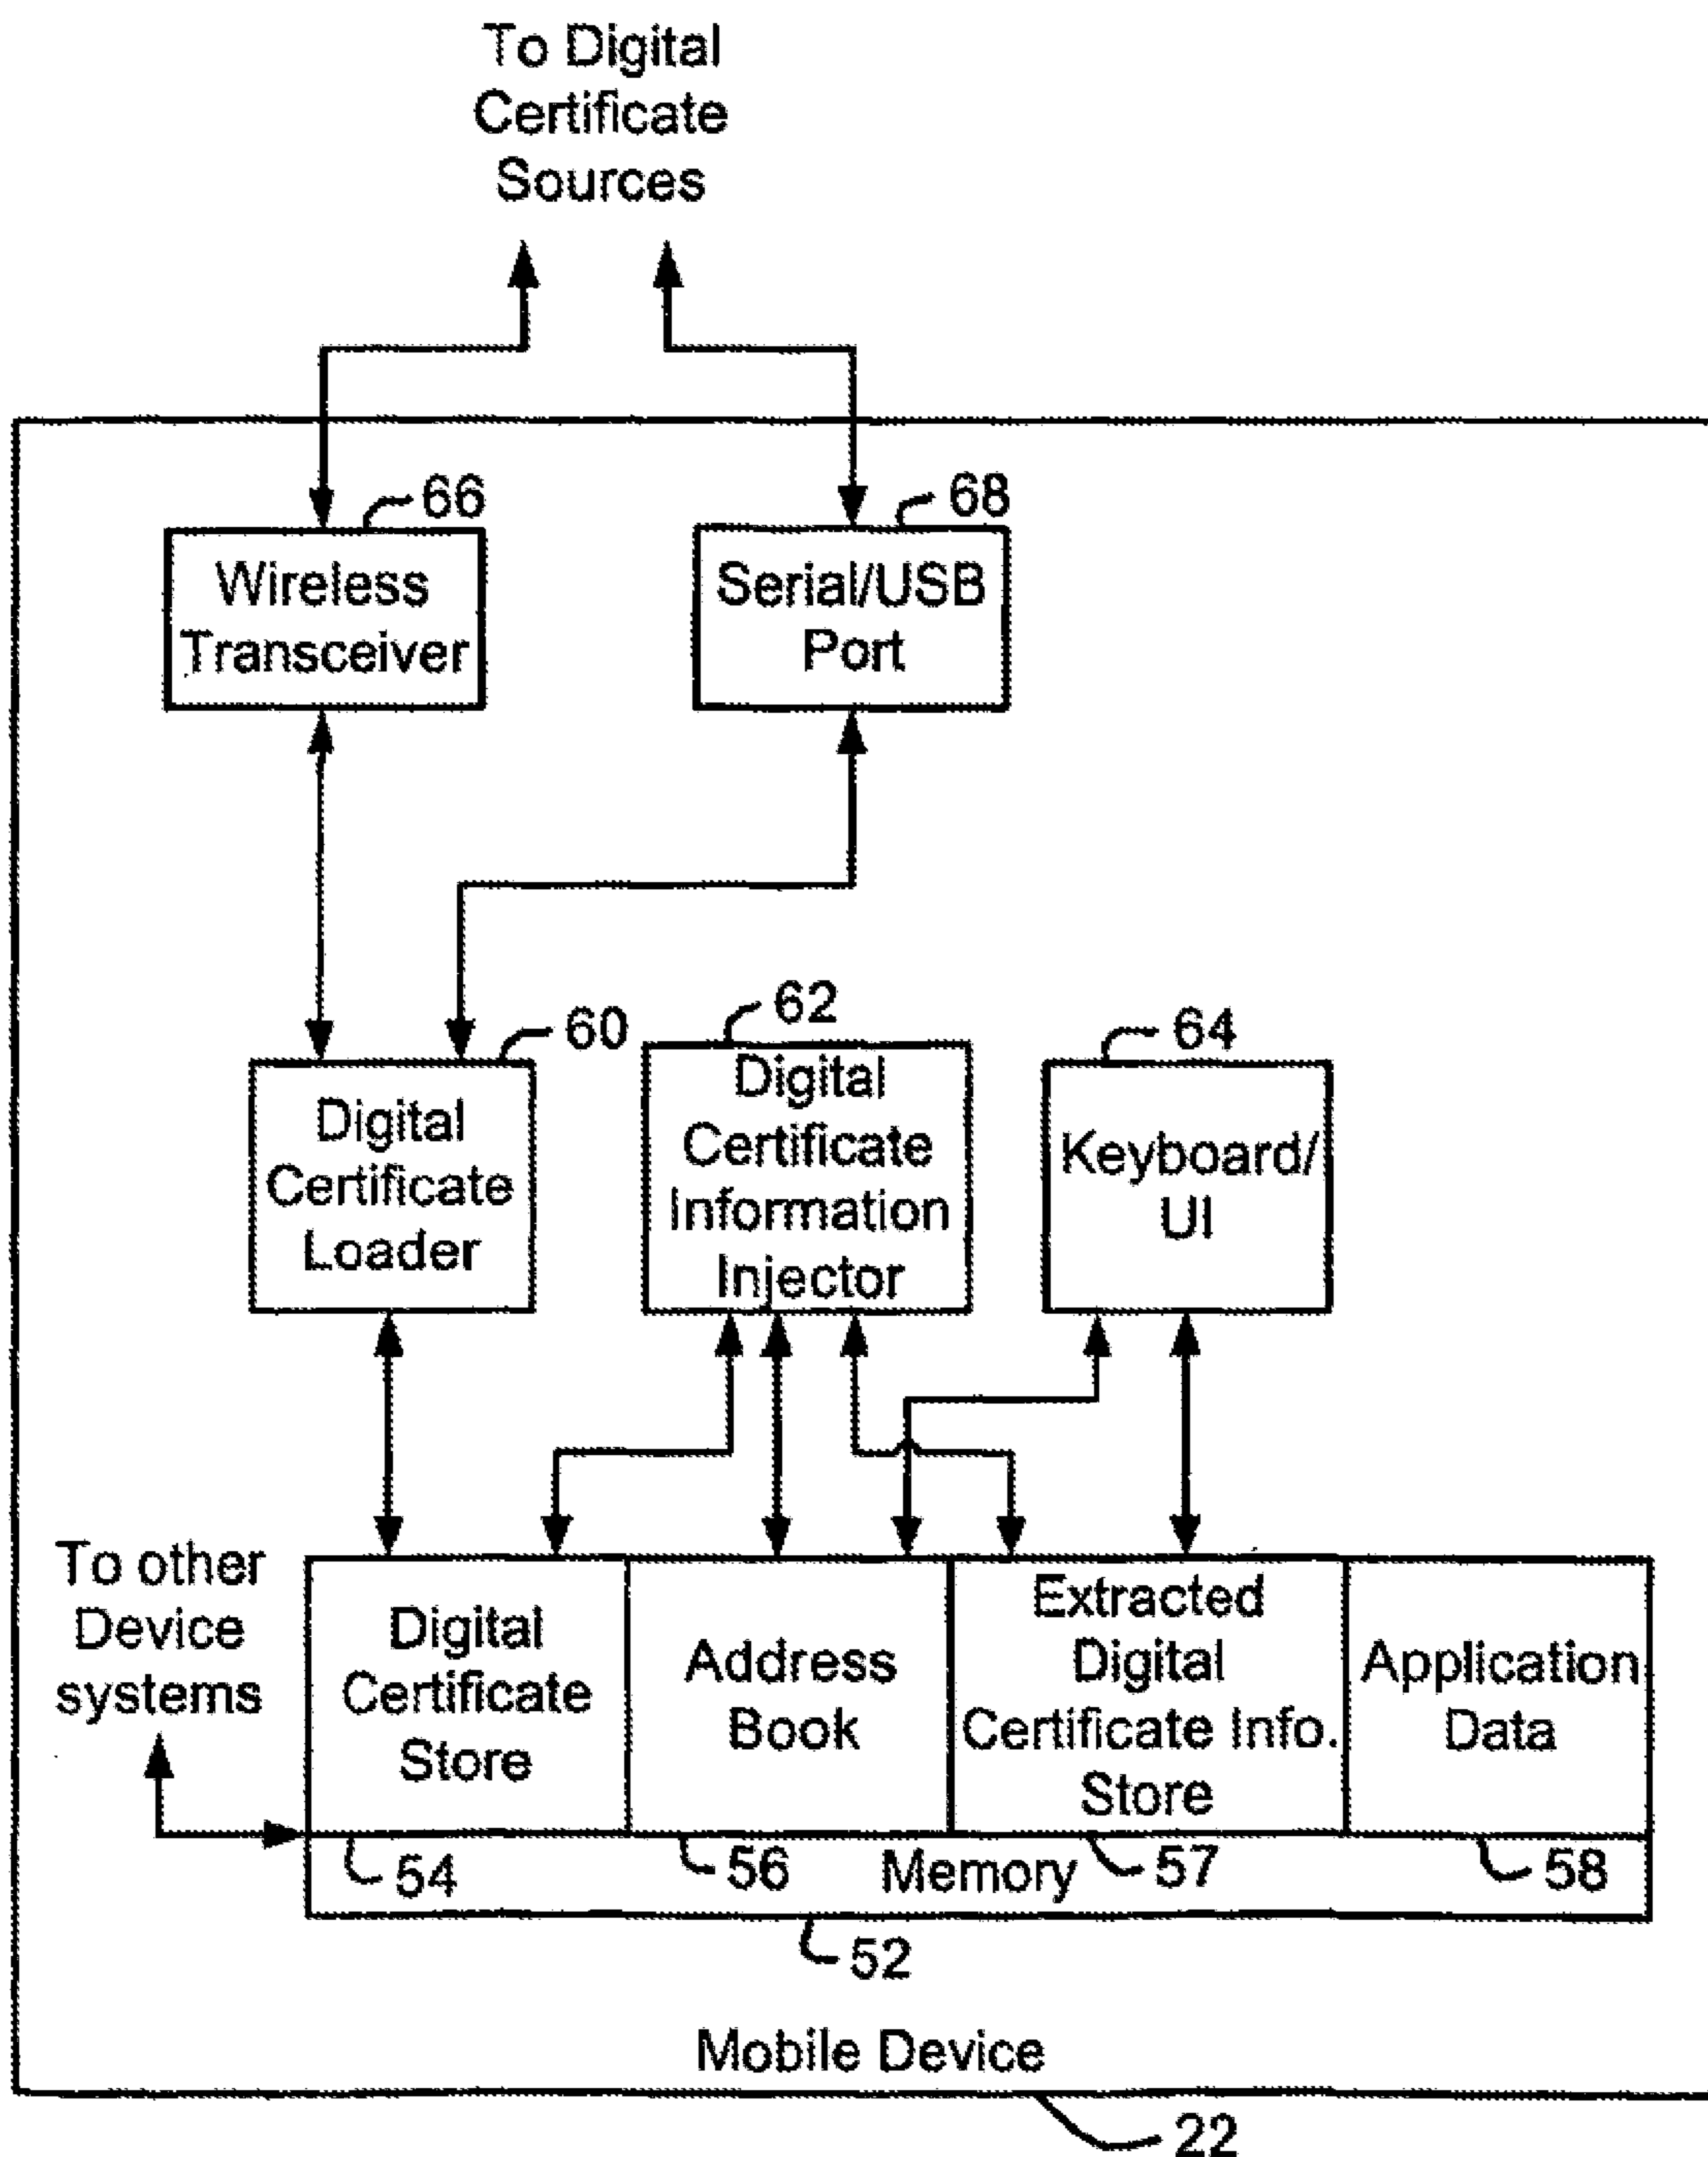 To Digital
Certificate
Sources
66
68
Wireless
Transceiver
Serial/USB
Port
60
62
64
Digital
Certificate
Loader
Digital
Certificate
Information
Injector
Keyboard/
UI
To other
Device
systems
Digital
Certificate
Store
Address
Book
Extracted
Digital
Certificate Info.
Store
Application
Data
54
56
Memory
57
58
52
Mobile Device
22